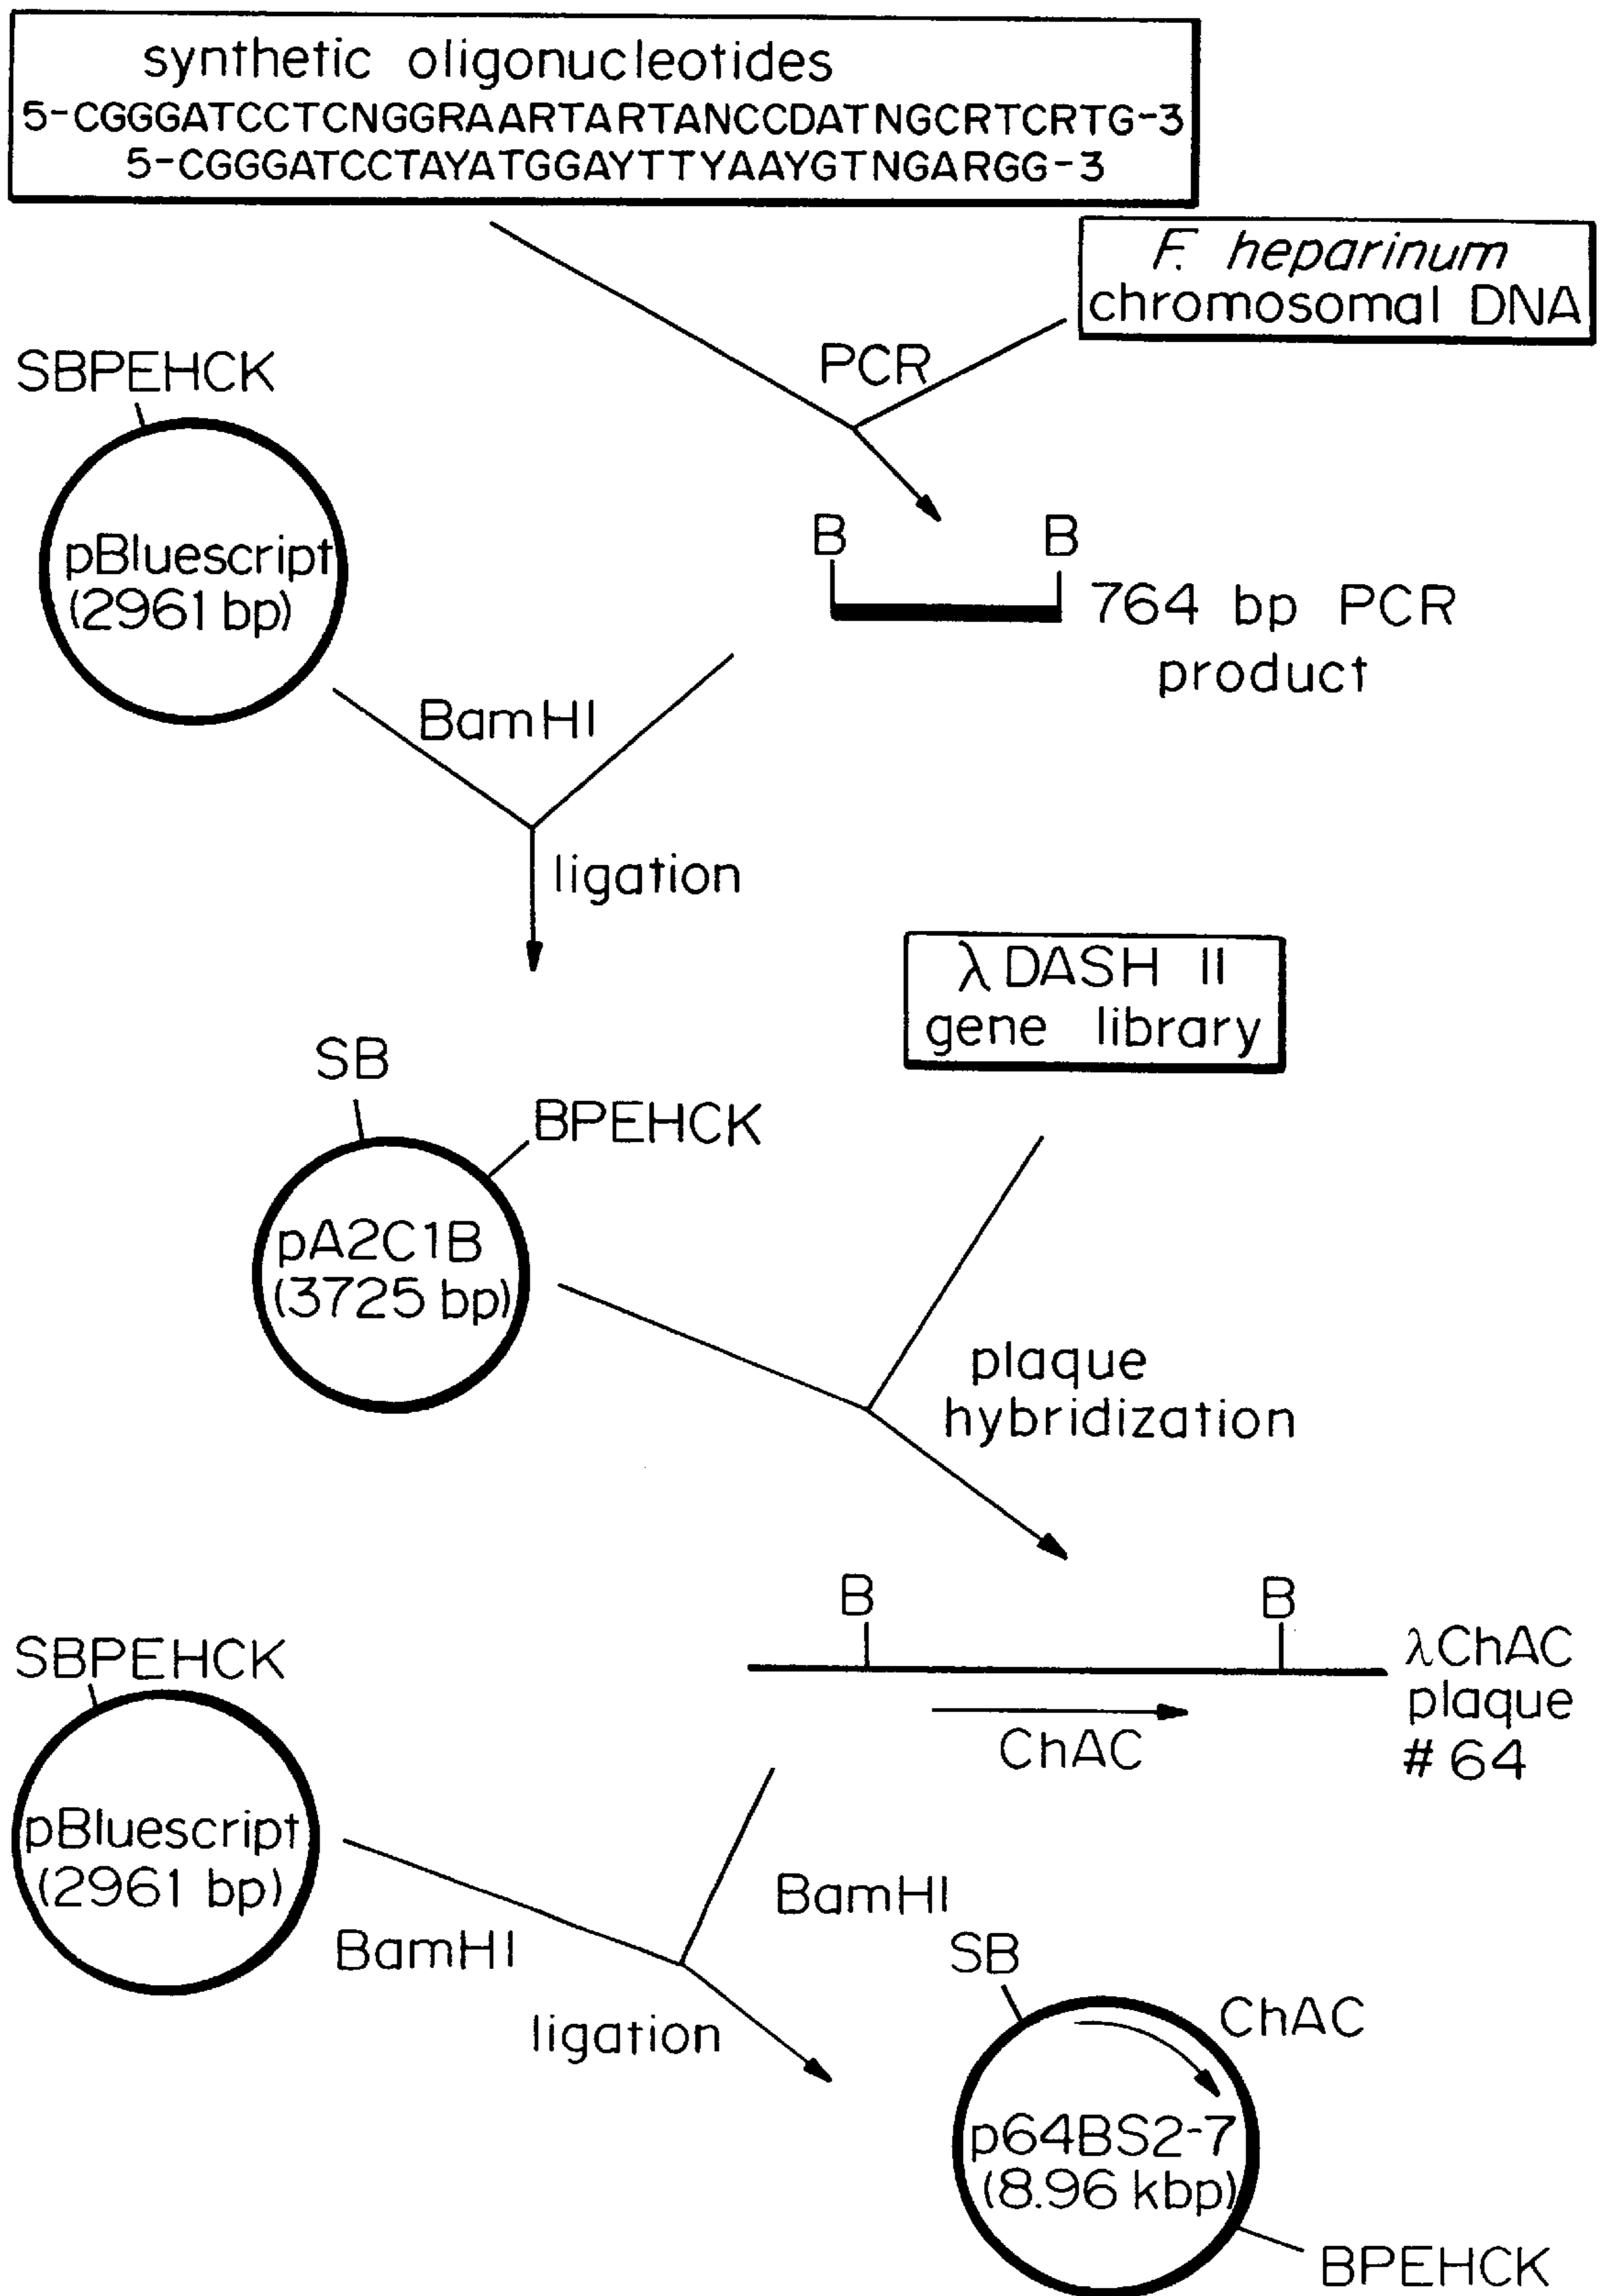 synthetic oligonucleotides
5-CGGGATCCTCNGGRAARTARTANCCDATNGCRTCRTG-3
5-CGGGATCCTAYATGGAYTTYAAYGTNGARGG-3
F. heparinum
chromosomal DNA
PCR
SBPEHCK
pBluescript
(2961 bp)
B B
764 bp PCR
product
BamHI
ligation
λ DASH II
gene library
SB
BPEHCK
pA2C1B
(3725 bp)
plaque
hybridization
B B
λChAC
plaque
# 64
ChAC
SBPEHCK
pBluescript
(2961 bp)
BamHI
BamHI
ligation
SB
ChAC
p64BS2-7
(8.96 kbp)
BPEHCK